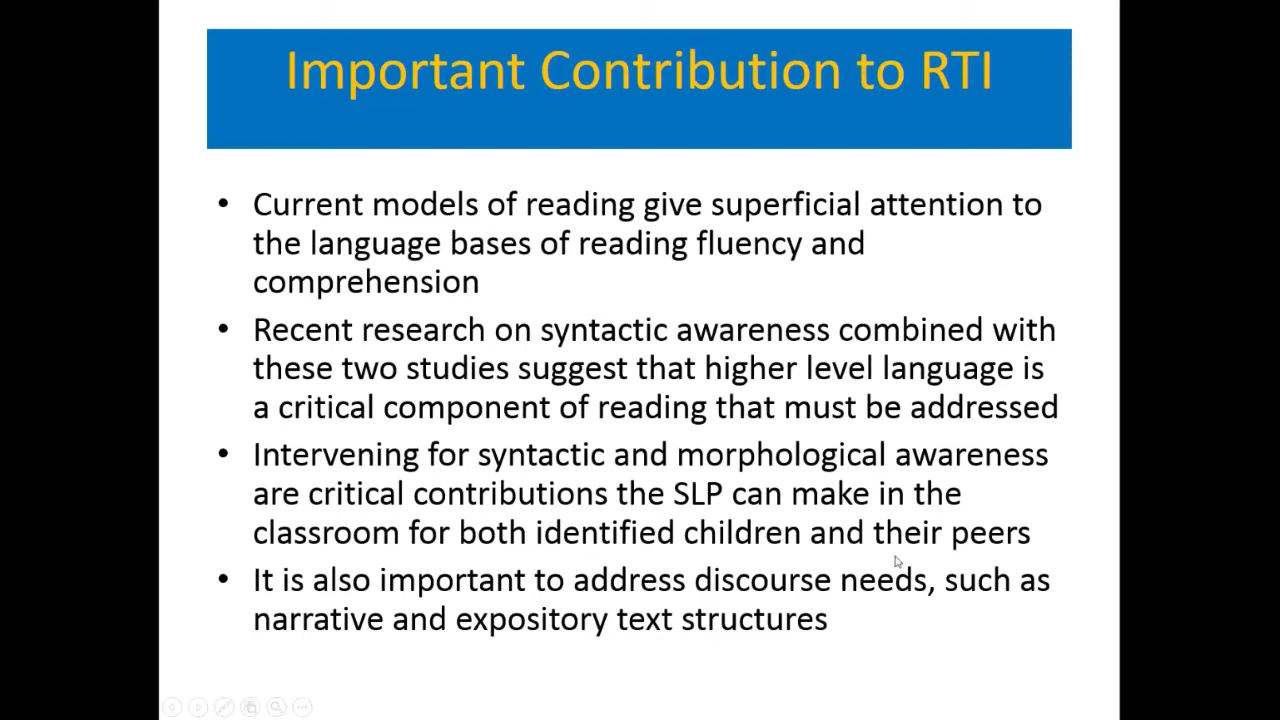 Important Contribution to RTI
• Current models of reading give superficial attention to
the language bases of reading fluency and
comprehension
• Recent research on syntactic awareness combined with
these two studies suggest that higher level language is
a critical component of reading that must be addressed
• Intervening for syntactic and morphological awareness
are critical contributions the SLP can make in the
classroom for both identified children and their peers
• It is also important to address discourse needs, such as
narrative and expository text structures